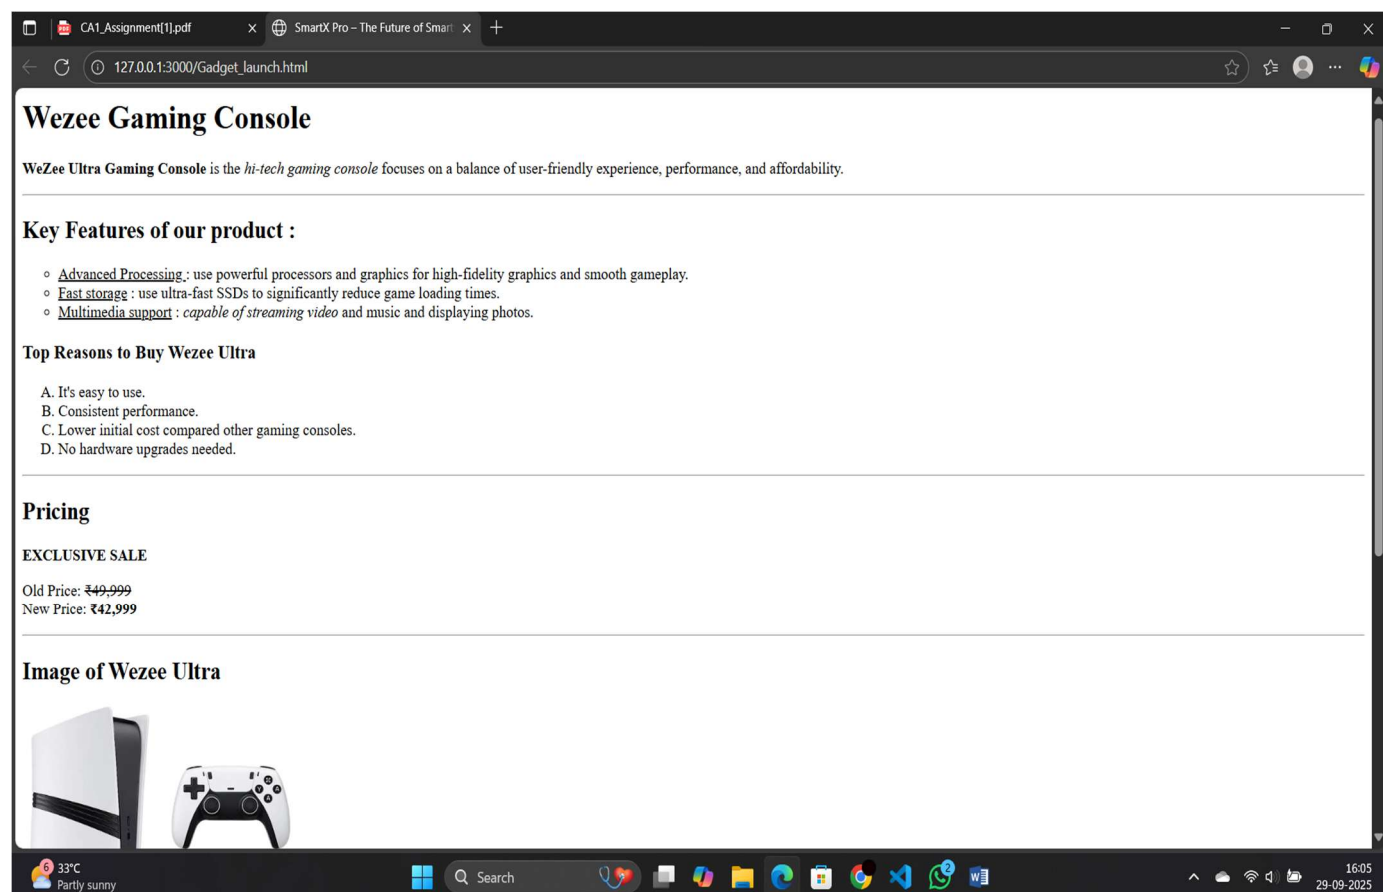 CA1_Assignment[1].pdf
SmartX Pro – The Future of Smart
127.0.0.1:3000/Gadget_launch.html
Wezee Gaming Console
WeZee Ultra Gaming Console is the hi-tech gaming console focuses on a balance of user-friendly experience, performance, and affordability.
Key Features of our product :
Advanced Processing : use powerful processors and graphics for high-fidelity graphics and smooth gameplay.
Fast storage : use ultra-fast SSDs to significantly reduce game loading times.
Multimedia support : capable of streaming video and music and displaying photos.
Top Reasons to Buy Wezee Ultra
A. It's easy to use.
B. Consistent performance.
C. Lower initial cost compared other gaming consoles.
D. No hardware upgrades needed.
Pricing
EXCLUSIVE SALE
Old Price: ₹49,999
New Price: ₹42,999
Image of Wezee Ultra
Y
X
B
A
6
33°C
Partly sunny
Search
2
16:05
29-09-2025